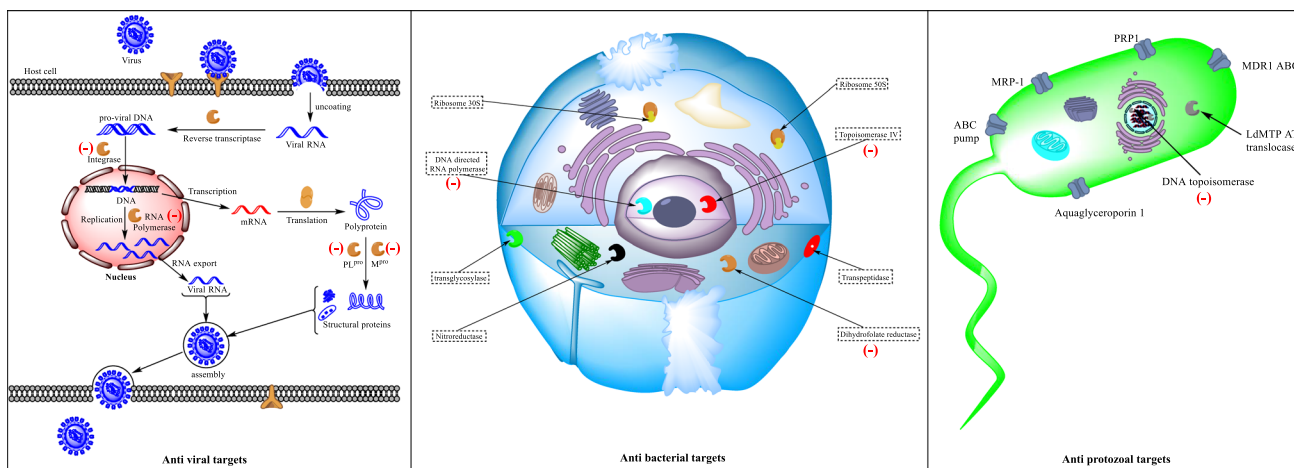 Virus
Host cell
uncoating
pro-viral DNA
Reverse transcriptase
Viral RNA
(-)
Integrase
Transcription
DNA
Replication
RNA
Polymerase
(-)
mRNA
Translation
Polyprotein
Nucleus
RNA export
(-)
(-)
PLpro
Mpro
Viral RNA
Structural proteins
assembly
Anti viral targets
Ribosome 30S
Ribosome 50S
DNA directed
RNA polymerase
(-)
Topoisomerase IV
(-)
transglycosylase
Transpeptidase
Nitroreductase
Dihydrofolate reductase
(-)
Anti bacterial targets
PRP1
MDR1 ABC
MRP-1
ABC
pump
LdMTP AT
translocase
DNA topoisomerase
(-)
Aquaglyceroporin 1
Anti protozoal targets